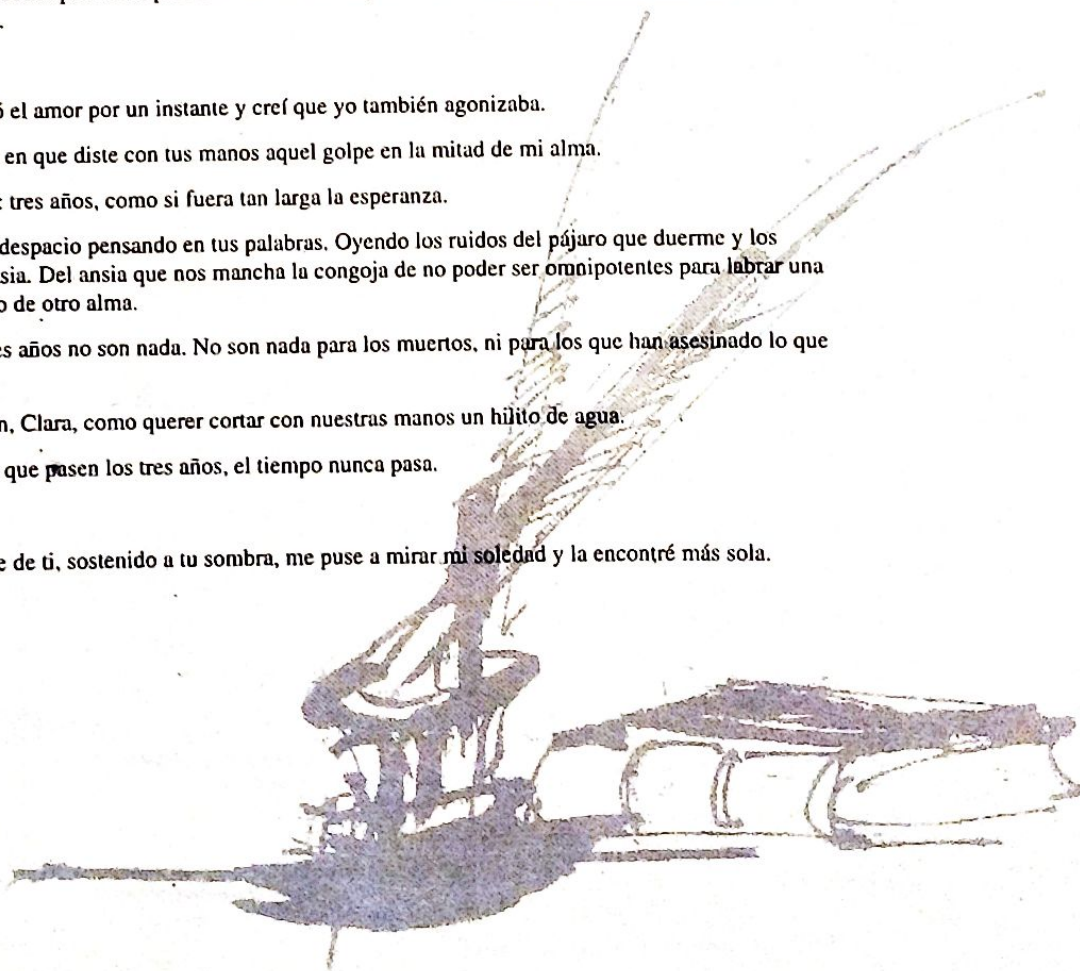 el amor por un instante y creí que yo también agonizaba.
en que diste con tus manos aquel golpe en la mitad de mi alma.
tres años, como si fuera tan larga la esperanza.
despacio pensando en tus palabras. Oyendo los ruidos del pájaro que duerme y los
sia. Del ansia que nos mancha la congoja de no poder ser omnipotentes para labrar una
o de otro alma.
s años no son nada. No son nada para los muertos, ni para los que han asesinado lo que
n, Clara, como querer cortar con nuestras manos un hilito de agua.
que pasen los tres años, el tiempo nunca pasa.
e de ti, sostenido a tu sombra, me puse a mirar mi soledad y la encontré más sola.